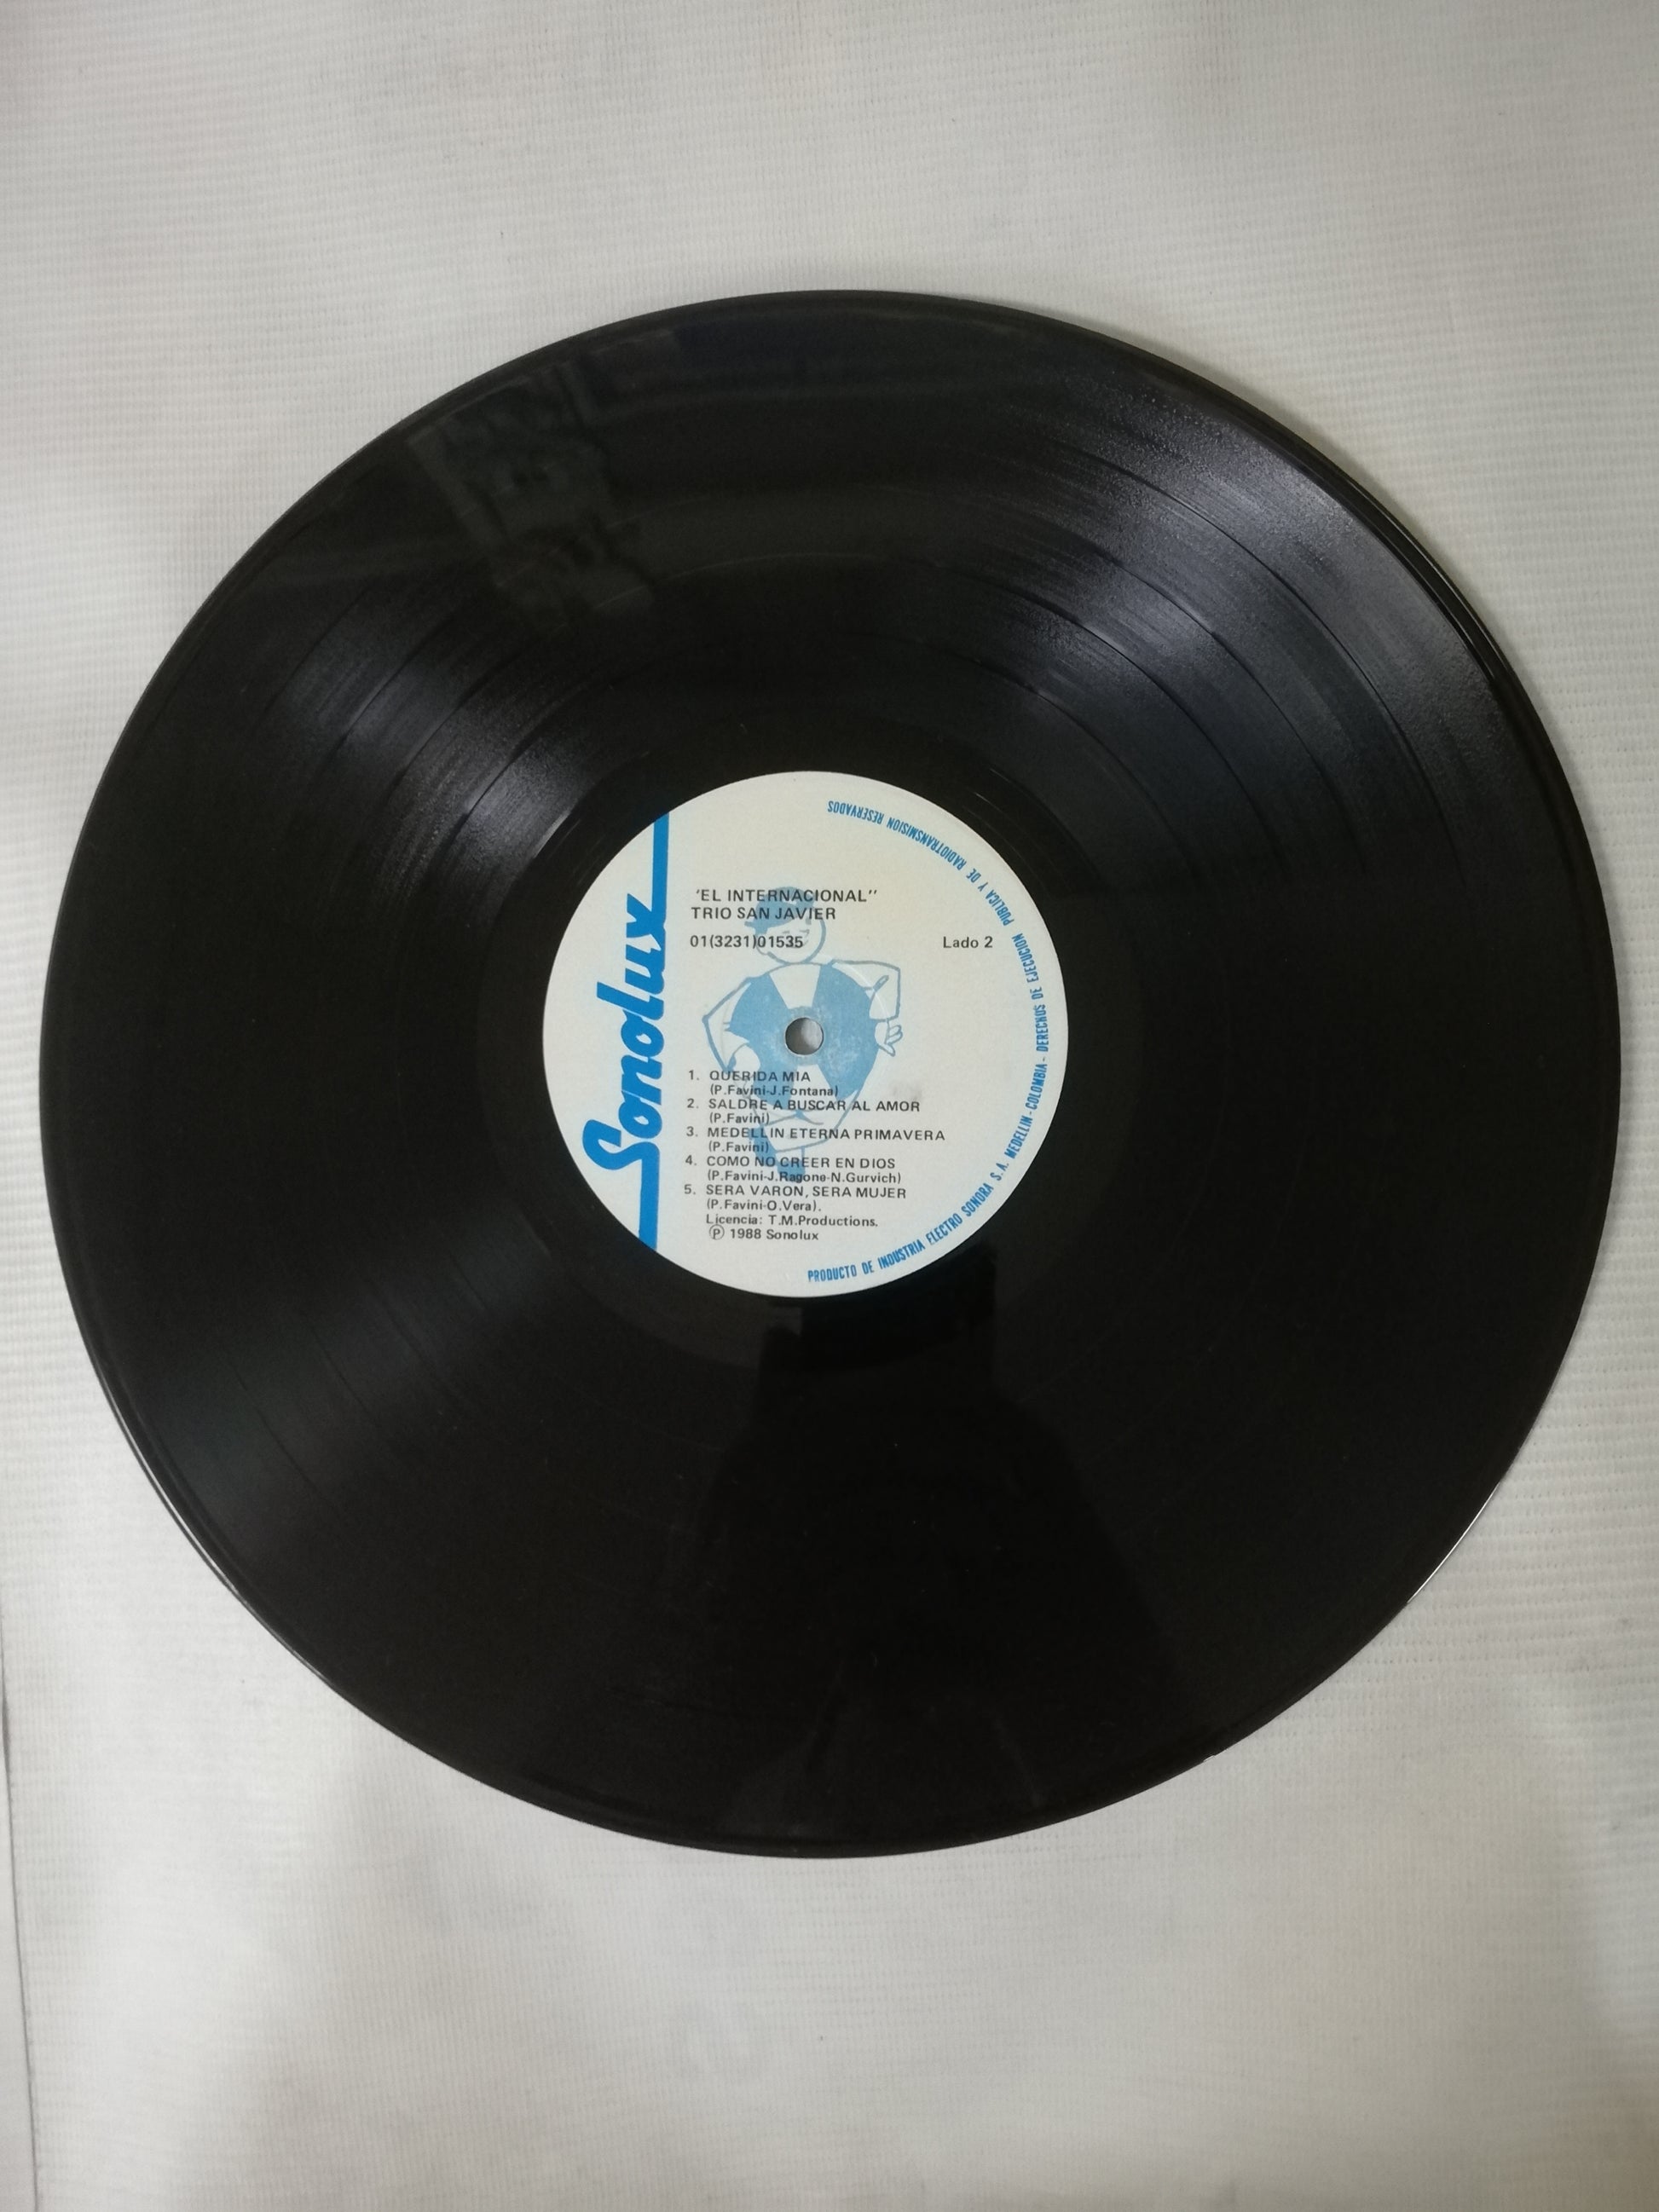 Sonolux
'EL INTERNACIONAL''
TRIO SAN JAVIER
01(3231)01535 Lado 2
1. QUERIDA MIA
(P.Favini-J.Fontana)
2. SALDRE A BUSCAR AL AMOR
(P.Favini)
3. MEDELLIN ETERNA PRIMAVERA
(P.Favini)
4. COMO NO CREER EN DIOS
(P.Favini-J.Ragone-N.Gurvich)
5. SERA VARON, SERA MUJER
(P.Favini-O.Vera).
Licencia: T.M.Productions.
Ⓟ 1988 Sonolux
PRODUCTO DE INDUSTRIA ELECTRO SONORA S.A. MEDELLIN - COLOMBIA - DERECHOS DE EJECUCION PUBLICA Y DE RADIOTRANSMISION RESERVADOS